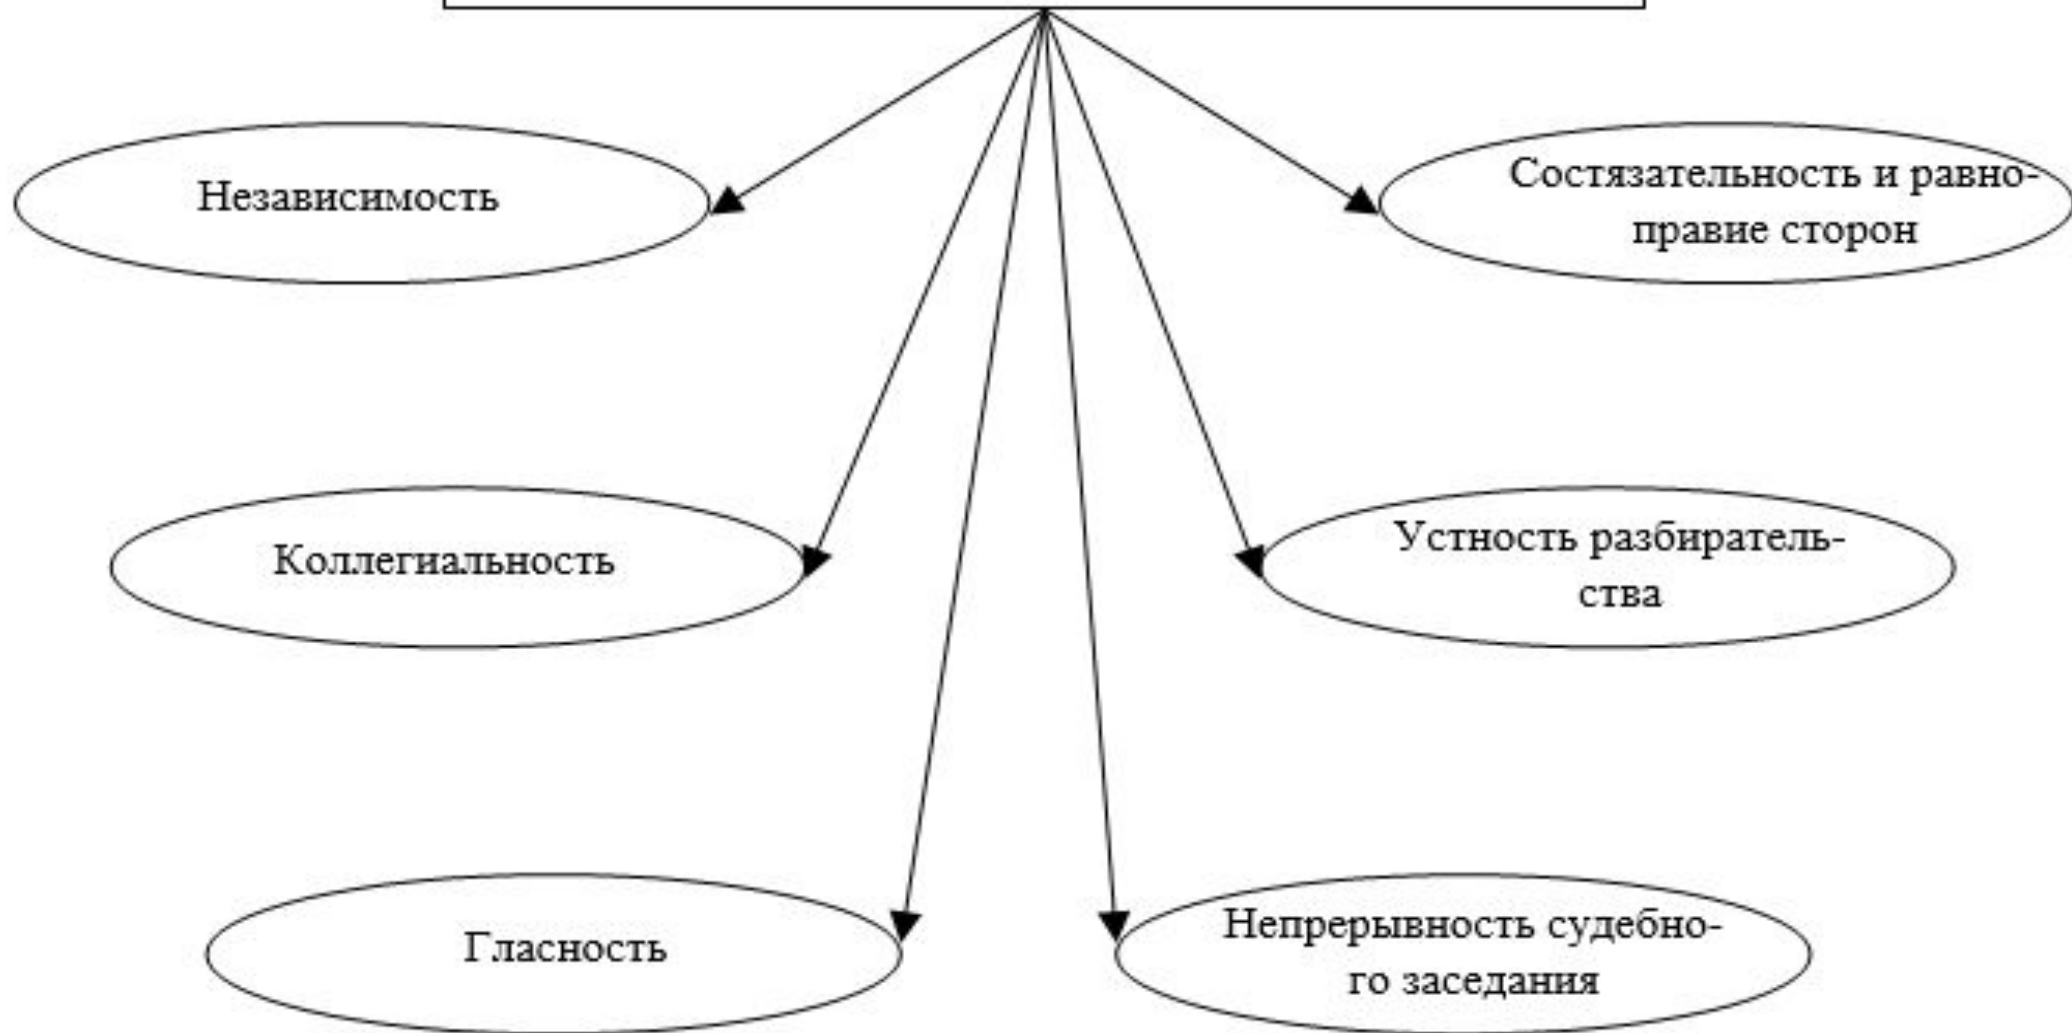 Независимость
Состязательность и равно-
правие сторон
Коллегиальность
Устность разбиратель-
ства
Гласность
Непрерывность судебно-
го заседания